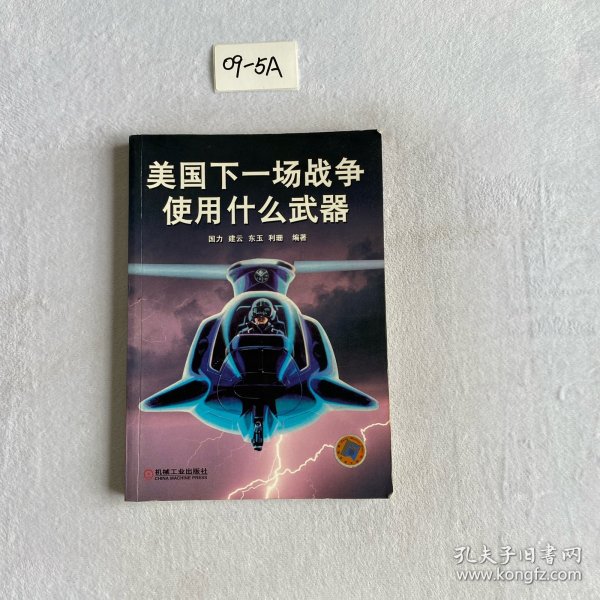 09-5A
美国下一场战争
使用什么武器
国力 建云 东玉 利珊 编著
机械工业出版社
CHINA MACHINE PRESS
孔夫子旧书网
www.kongfz.com